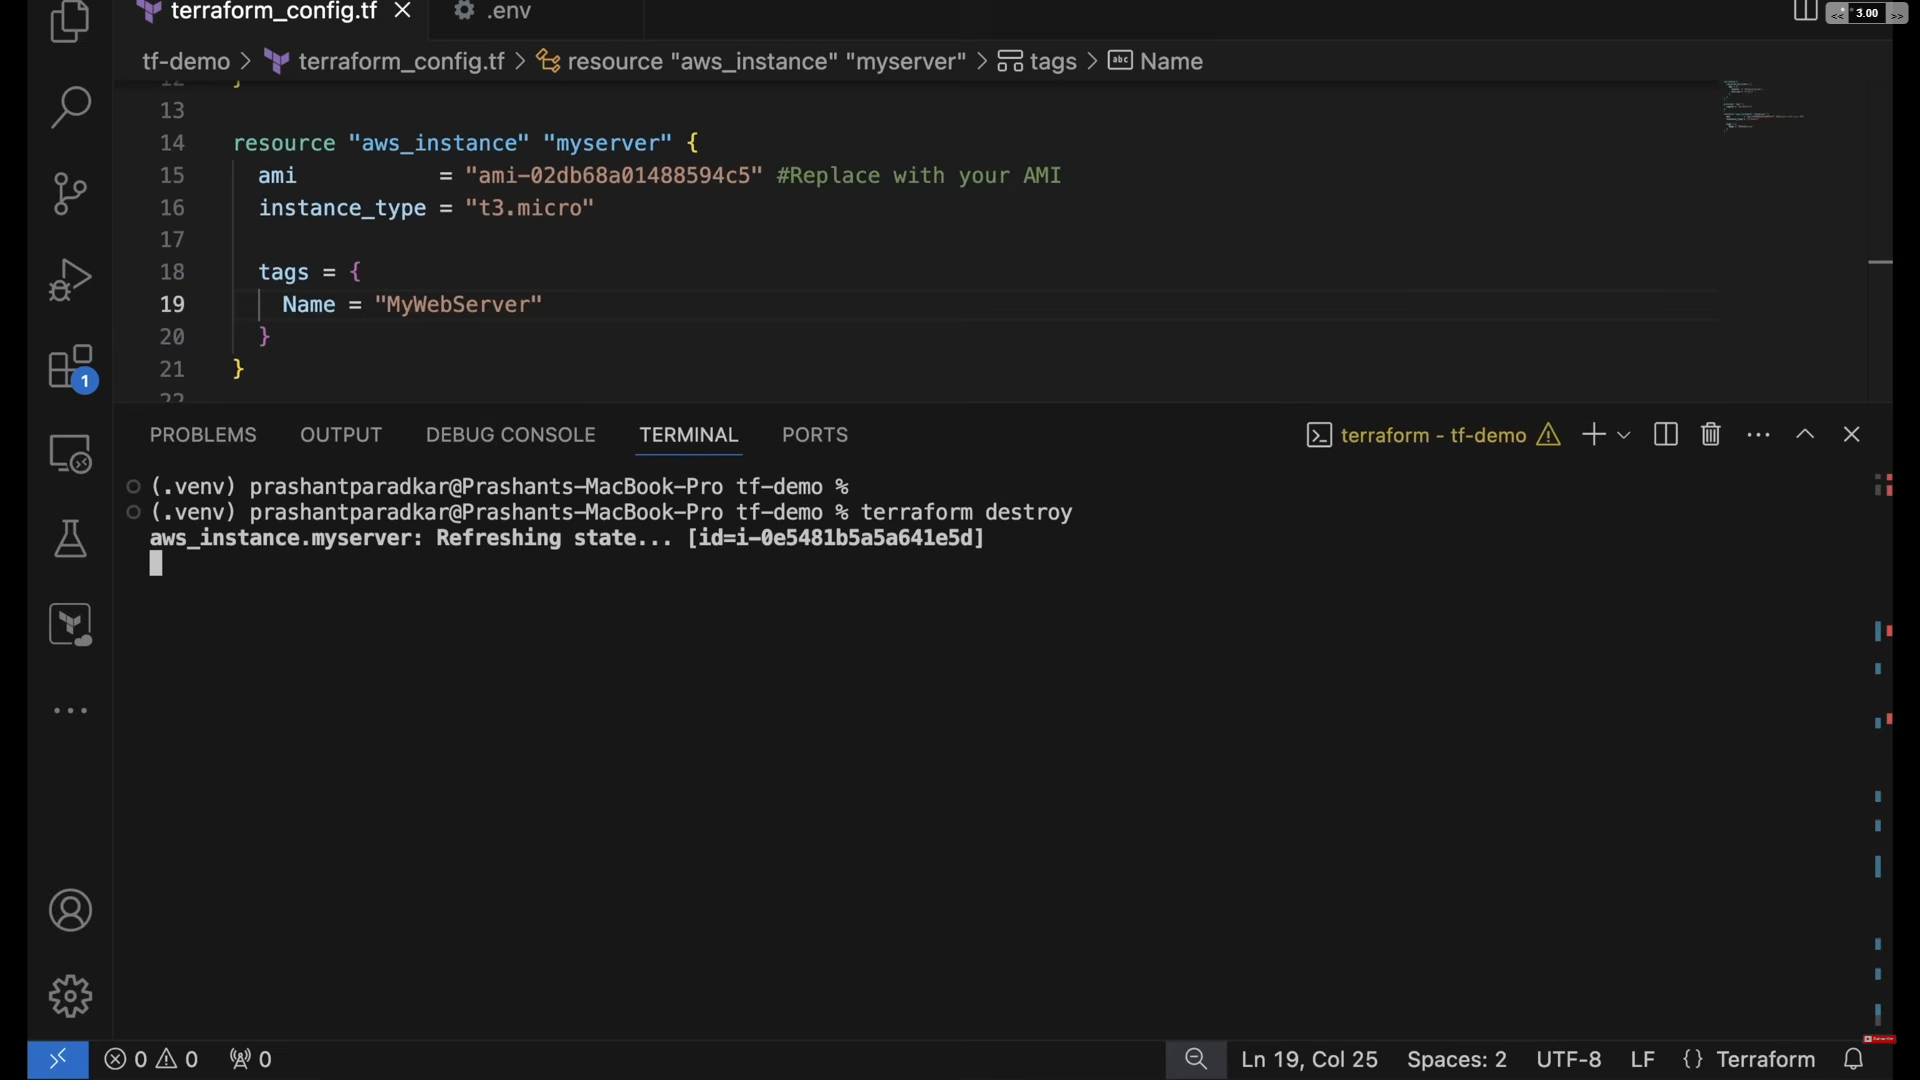 terraform_config.tf
.env
<< 3.00 >>
tf-demo > terraform_config.tf > resource "aws_instance" "myserver" > tags > abc Name
12 }
13
14 resource "aws_instance" "myserver" {
15 ami = "ami-02db68a01488594c5" #Replace with your AMI
16 instance_type = "t3.micro"
17
18 tags = {
19 Name = "MyWebServer"
20 }
21 }
22
1
PROBLEMS OUTPUT DEBUG CONSOLE TERMINAL PORTS
terraform - tf-demo
(.venv) prashantparadkar@Prashants-MacBook-Pro tf-demo %
(.venv) prashantparadkar@Prashants-MacBook-Pro tf-demo % terraform destroy
aws_instance.myserver: Refreshing state... [id=i-0e5481b5a5a641e5d]
0 0 0
Ln 19, Col 25 Spaces: 2 UTF-8 LF {} Terraform